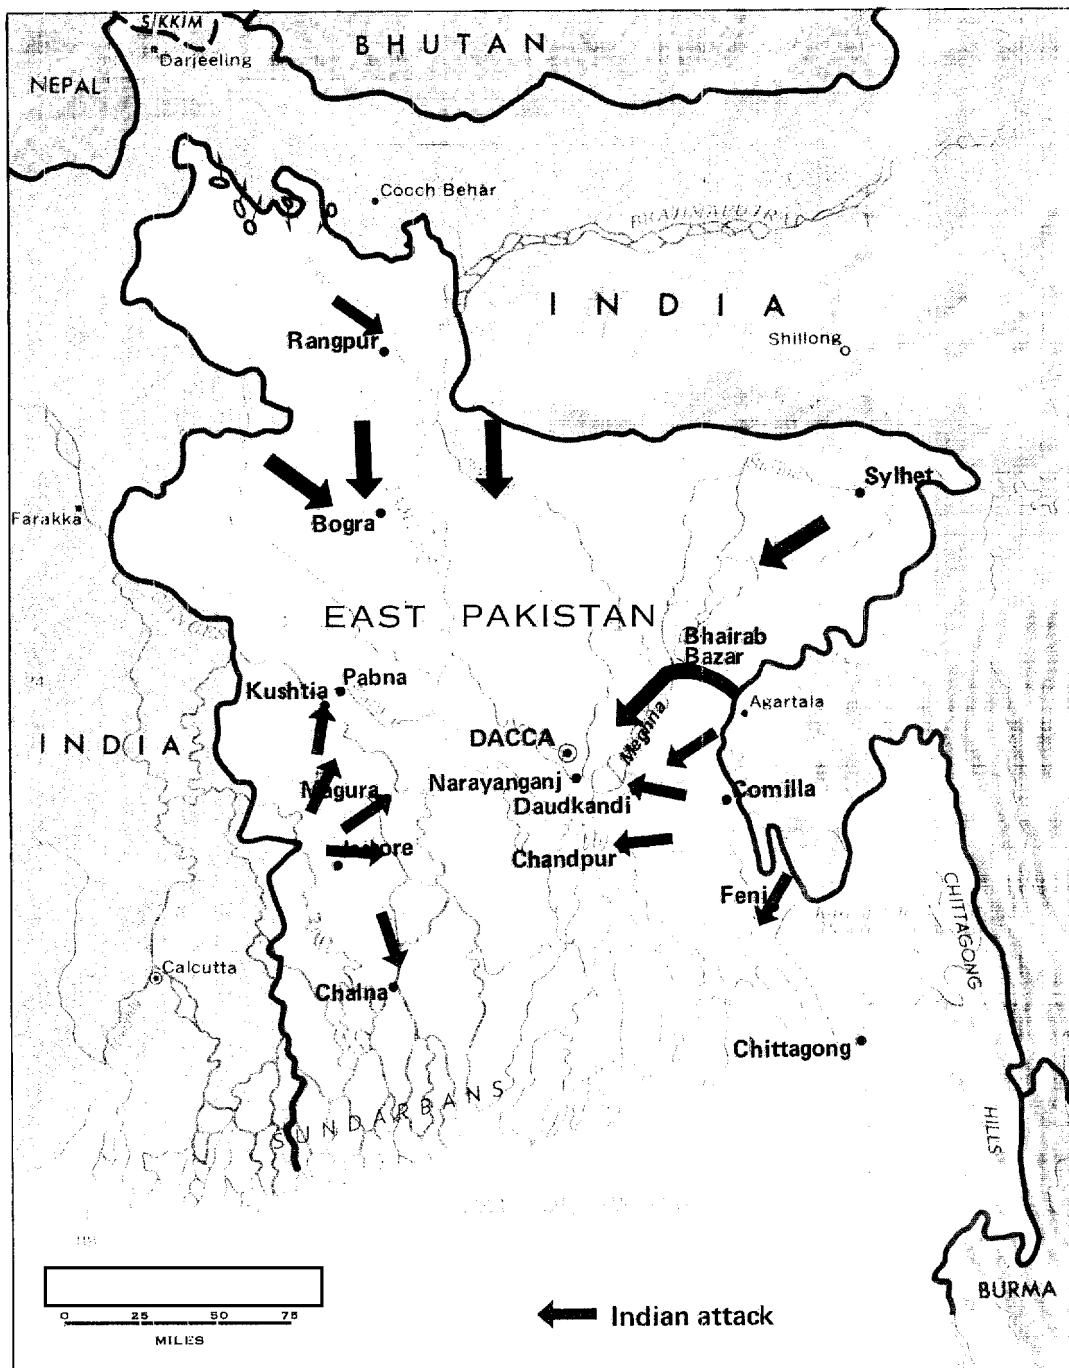 SIKKIM
BHUTAN
Darjeeling
NEPAL
Cooch Behar
BRAHMAPUTRA
INDIA
Rangpur
Shillong
Sylhet
Farakka
Bogra
EAST PAKISTAN
Bhairab
Bazar
Pabna
Kushtia
Agartala
Meghna
INDIA
DACCA
Narayanganj
Magura
Daudkandi
Comilla
Jessore
Chandpur
Feni
CHITTAGONG
Calcutta
Chalna
Chittagong
SUNDARBANS
HILLS
BURMA
0 25 50 75
MILES
Indian attack